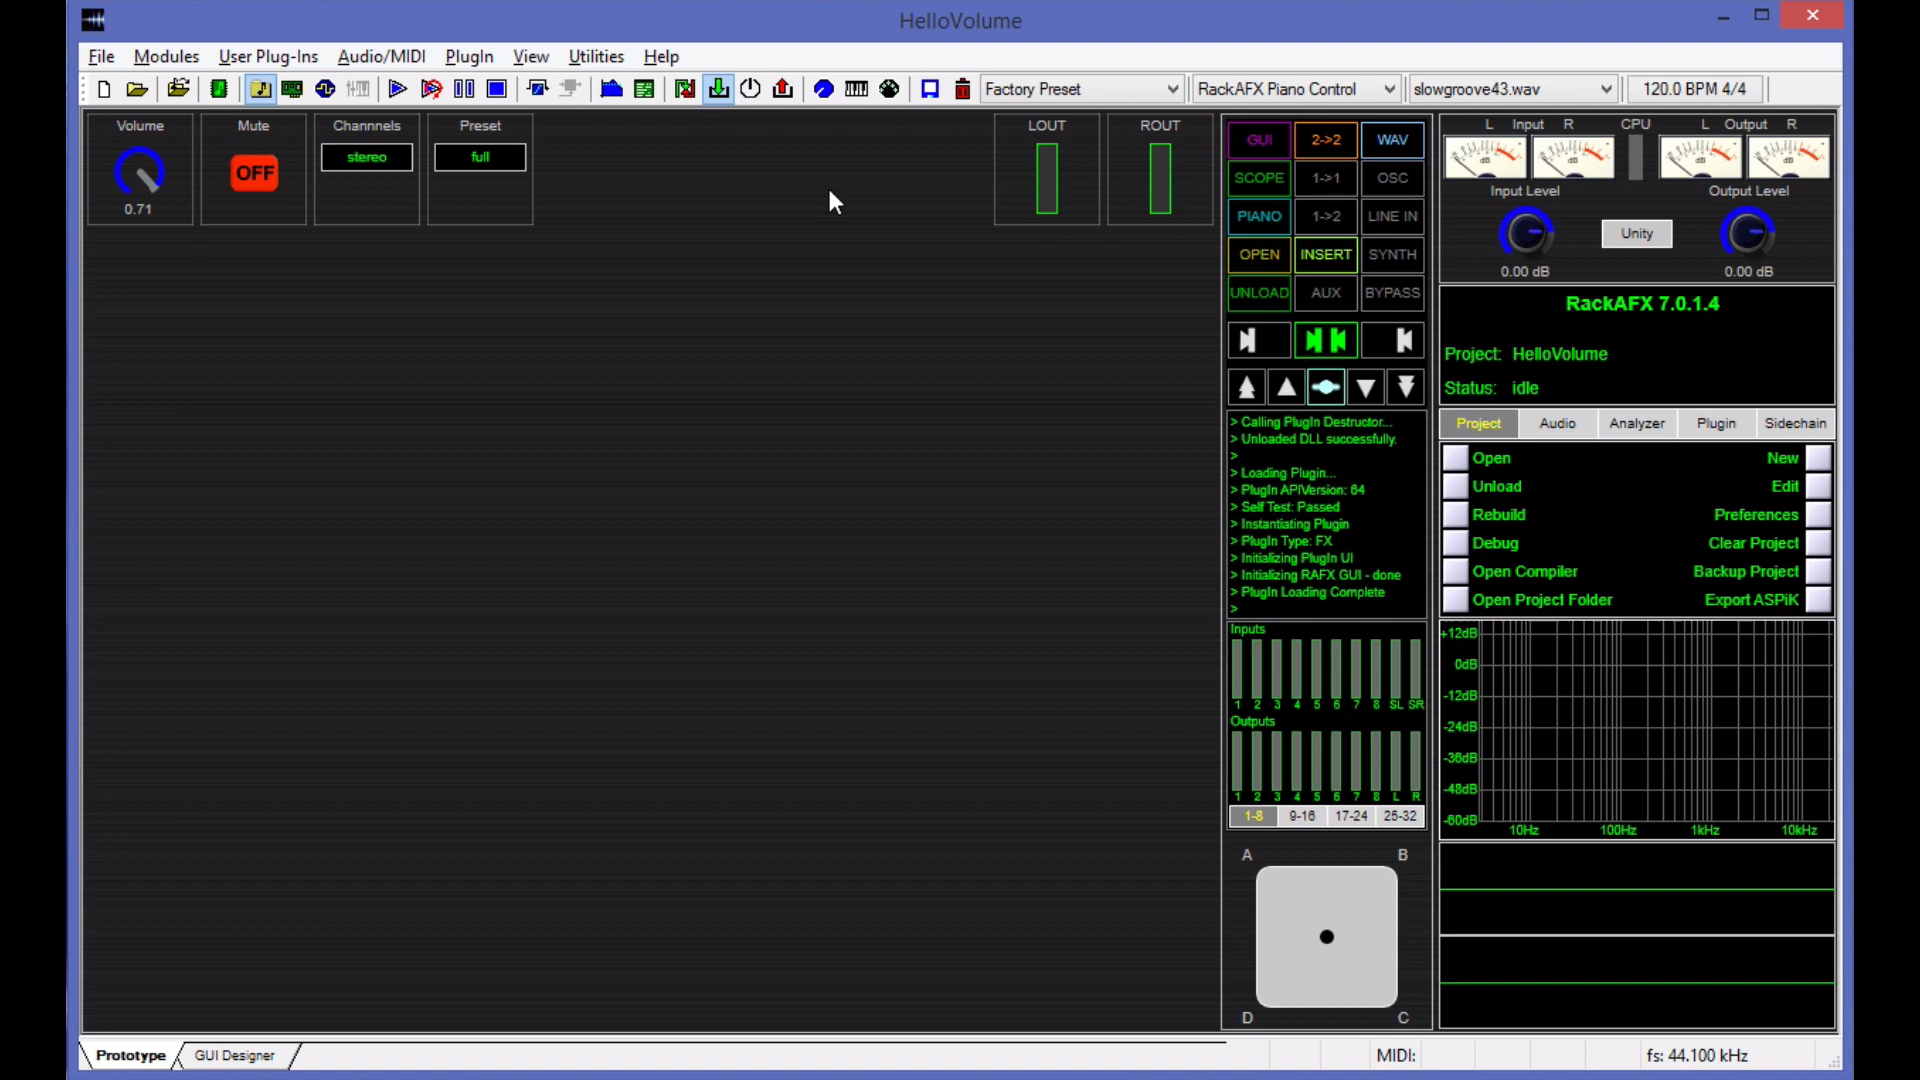 HelloVolume
File Modules User Plug-Ins Audio/MIDI PlugIn View Utilities Help
Factory Preset RackAFX Piano Control slowgroove43.wav 120.0 BPM 4/4
Volume Mute Channnels Preset LOUT ROUT
OFF stereo full
0.71
GUI 2->2 WAV
SCOPE 1->1 OSC
PIANO 1->2 LINE IN
OPEN INSERT SYNTH
UNLOAD AUX BYPASS
> Calling PlugIn Destructor...
> Unloaded DLL successfully.
>
> Loading Plugin...
> PlugIn APIVersion: 64
> Self Test: Passed
> Instantiating Plugin
> PlugIn Type: FX
> Initializing PlugIn UI
> Initializing RAFX GUI - done
> PlugIn Loading Complete
>
Inputs
1 2 3 4 5 6 7 8 SL SR
Outputs
1 2 3 4 5 6 7 8 L R
1-8 9-16 17-24 25-32
A B
D C
L Input R CPU L Output R
dB dB dB dB
Input Level Output Level
Unity
0.00 dB 0.00 dB
RackAFX 7.0.1.4
Project: HelloVolume
Status: idle
Project Audio Analyzer Plugin Sidechain
Open New
Unload Edit
Rebuild Preferences
Debug Clear Project
Open Compiler Backup Project
Open Project Folder Export ASPiK
+12dB
0dB
-12dB
-24dB
-36dB
-48dB
-60dB
10Hz 100Hz 1kHz 10kHz
Prototype GUI Designer MIDI: fs: 44.100 kHz